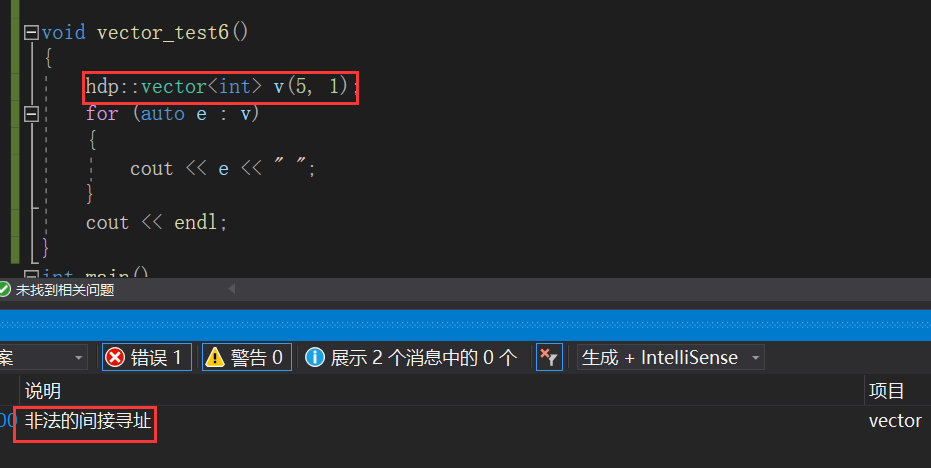 void vector_test6()
{
hdp::vector<int> v(5, 1);
for (auto e : v)
{
cout << e << " ";
}
cout << endl;
}
int main()
未找到相关问题
案 错误 1 警告 0 展示 2 个消息中的 0 个 生成 + IntelliSense
说明 项目
00 非法的间接寻址 vector